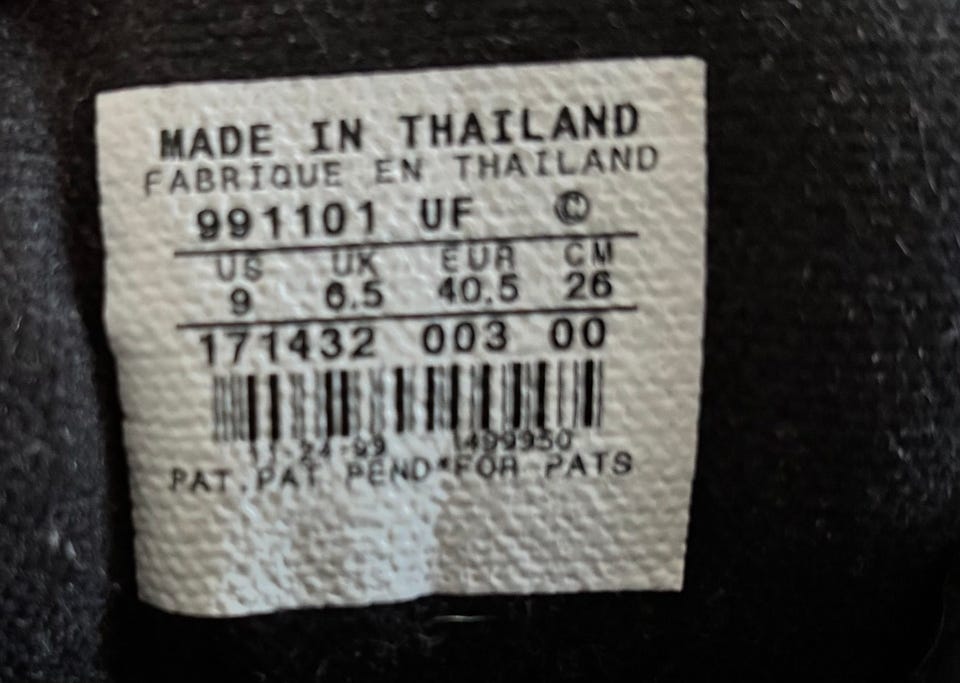 MADE IN THAILAND
FABRIQUE EN THAILAND
991101 UF ©
US UK EUR CM
9 6.5 40.5 26
171432 003 00
11-24-99 1499950
PAT.PAT PEND*FOR PATS